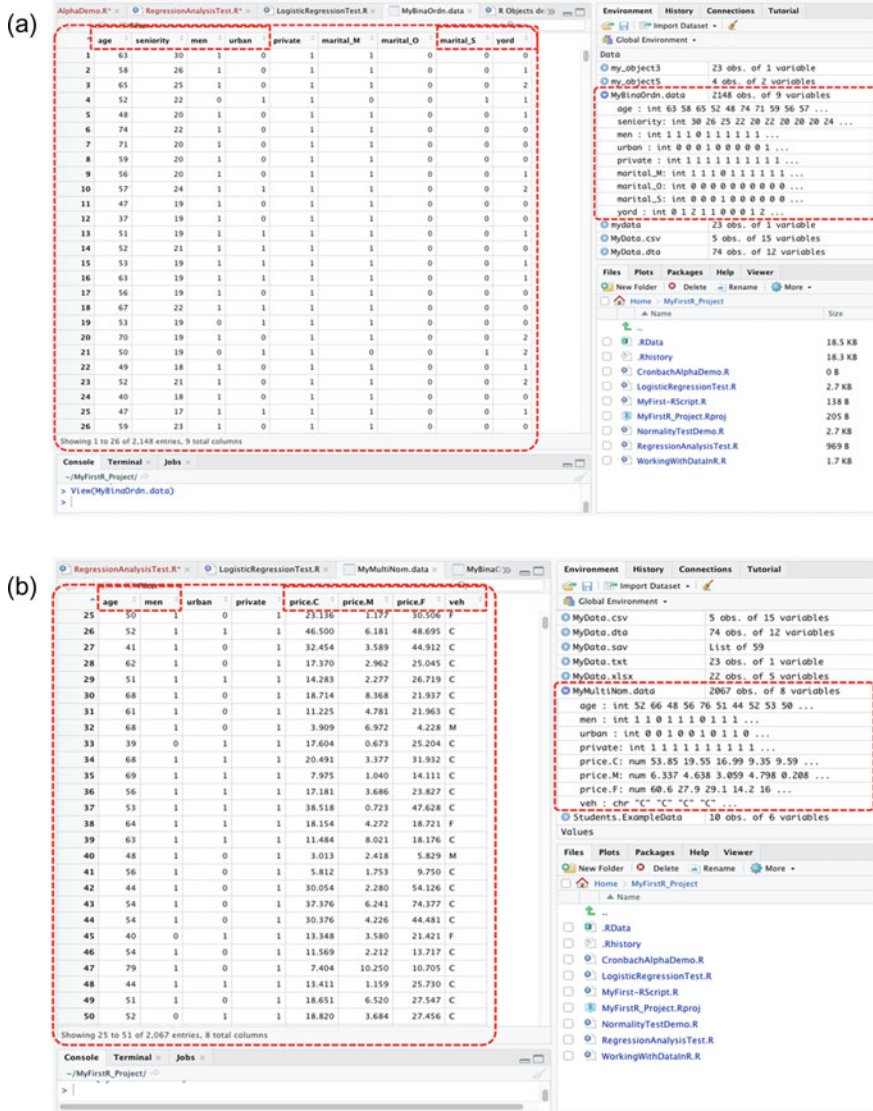 (a)
AlphaDemo.R* × RegressionAnalysisTest.R* × LogisticRegressionTest.R × MyBinaOrdn.data × R Objects de
age seniority men urban private marital_M marital_O marital_S yord
1 63 30 1 0 1 1 0 0 0
2 58 26 1 0 1 1 0 0 1
3 65 25 1 0 1 1 0 0 2
4 52 22 0 1 1 0 0 1 1
5 48 20 1 0 1 1 0 0 1
6 74 22 1 0 1 1 0 0 0
7 71 20 1 0 1 1 0 0 0
8 59 20 1 0 1 1 0 0 0
9 56 20 1 0 1 1 0 0 1
10 57 24 1 1 1 1 0 0 2
11 47 19 1 0 1 1 0 0 0
12 37 19 1 0 1 1 0 0 0
13 51 19 1 1 1 1 0 0 1
14 52 21 1 1 1 1 0 0 0
15 53 19 1 1 1 1 0 0 1
16 63 19 1 1 1 1 0 0 1
17 56 19 1 0 1 1 0 0 0
18 67 22 1 1 1 1 0 0 0
19 53 19 0 1 1 1 0 0 0
20 70 19 1 0 1 1 0 0 2
21 50 19 0 1 1 0 0 1 2
22 49 18 1 0 1 1 0 0 1
23 52 21 1 0 1 1 0 0 2
24 40 18 1 0 1 1 0 0 0
25 47 17 1 1 1 1 0 0 1
26 59 23 1 0 1 1 0 0 0
Showing 1 to 26 of 2,148 entries, 9 total columns
Console Terminal × Jobs ×
~/MyFirstR_Project/
> View(MyBinaOrdn.data)
>
Environment History Connections Tutorial
Import Dataset
Global Environment
Data
my_object3 23 obs. of 1 variable
my_object5 4 obs. of 2 variables
MyBinaOrdn.data 2148 obs. of 9 variables
age : int 63 58 65 52 48 74 71 59 56 57 ...
seniority: int 30 26 25 22 20 22 20 20 20 24 ...
men : int 1 1 1 0 1 1 1 1 1 1 ...
urban : int 0 0 0 1 0 0 0 0 0 1 ...
private : int 1 1 1 1 1 1 1 1 1 1 ...
marital_M: int 1 1 1 0 1 1 1 1 1 1 ...
marital_O: int 0 0 0 0 0 0 0 0 0 0 ...
marital_S: int 0 0 0 1 0 0 0 0 0 0 ...
yord : int 0 1 2 1 1 0 0 0 1 2 ...
mydata 23 obs. of 1 variable
MyData.csv 5 obs. of 15 variables
MyData.dta 74 obs. of 12 variables
Files Plots Packages Help Viewer
New Folder Delete Rename More
Home > MyFirstR_Project
Name Size
..
.RData 18.5 KB
.Rhistory 18.3 KB
CronbachAlphaDemo.R 0 B
LogisticRegressionTest.R 2.7 KB
MyFirst-RScript.R 138 B
MyFirstR_Project.Rproj 205 B
NormalityTestDemo.R 2.7 KB
RegressionAnalysisTest.R 969 B
WorkingWithDataInR.R 1.7 KB
(b)
RegressionAnalysisTest.R* × LogisticRegressionTest.R × MyMultiNom.data × MyBinaO
age men urban private price.C price.M price.F veh
25 50 1 0 1 23.136 1.177 30.506 F
26 52 1 1 1 46.500 6.181 48.695 C
27 41 1 0 1 32.454 3.589 44.912 C
28 62 1 0 1 17.370 2.962 25.045 C
29 51 1 1 1 14.283 2.277 26.719 C
30 68 1 0 1 18.714 8.368 21.937 C
31 61 1 0 1 11.225 4.781 21.963 C
32 68 1 0 1 3.909 6.972 4.228 M
33 39 0 1 1 17.604 0.673 25.204 C
34 68 1 1 1 20.491 3.377 31.932 C
35 69 1 1 1 7.975 1.040 14.111 C
36 56 1 1 1 17.181 3.686 23.827 C
37 53 1 1 1 38.518 0.723 47.628 C
38 64 1 1 1 18.154 4.272 18.721 F
39 63 1 1 1 11.484 8.021 18.176 C
40 48 1 0 1 3.013 2.418 5.829 M
41 56 1 0 1 5.812 1.753 9.750 C
42 44 1 0 1 30.054 2.280 54.126 C
43 54 1 0 1 37.376 6.241 74.377 C
44 54 1 0 1 30.376 4.226 44.481 C
45 40 0 1 1 13.348 3.580 21.421 F
46 54 1 0 1 11.569 2.212 13.717 C
47 79 1 0 1 7.404 10.250 10.705 C
48 44 1 1 1 13.411 1.159 25.730 C
49 51 1 0 1 18.651 6.520 27.547 C
50 52 0 1 1 18.820 3.684 27.456 C
Showing 25 to 51 of 2,067 entries, 8 total columns
Console Terminal × Jobs ×
~/MyFirstR_Project/
>
Environment History Connections Tutorial
Import Dataset
Global Environment
MyData.csv 5 obs. of 15 variables
MyData.dta 74 obs. of 12 variables
MyData.sav List of 59
MyData.txt 23 obs. of 1 variable
MyData.xlsx 22 obs. of 5 variables
MyMultiNom.data 2067 obs. of 8 variables
age : int 52 66 48 56 76 51 44 52 53 50 ...
men : int 1 1 0 1 1 1 0 1 1 1 ...
urban : int 0 0 1 0 0 1 0 1 1 0 ...
private: int 1 1 1 1 1 1 1 1 1 1 ...
price.C: num 53.85 19.55 16.99 9.35 9.59 ...
price.M: num 6.337 4.638 3.059 4.798 0.208 ...
price.F: num 60.6 27.9 29.1 14.2 16 ...
veh : chr "C" "C" "C" "C" ...
Students.ExampleData 10 obs. of 6 variables
Values
Files Plots Packages Help Viewer
New Folder Delete Rename More
Home > MyFirstR_Project
Name
..
.RData
.Rhistory
CronbachAlphaDemo.R
LogisticRegressionTest.R
MyFirst-RScript.R
MyFirstR_Project.Rproj
NormalityTestDemo.R
RegressionAnalysisTest.R
WorkingWithDataInR.R